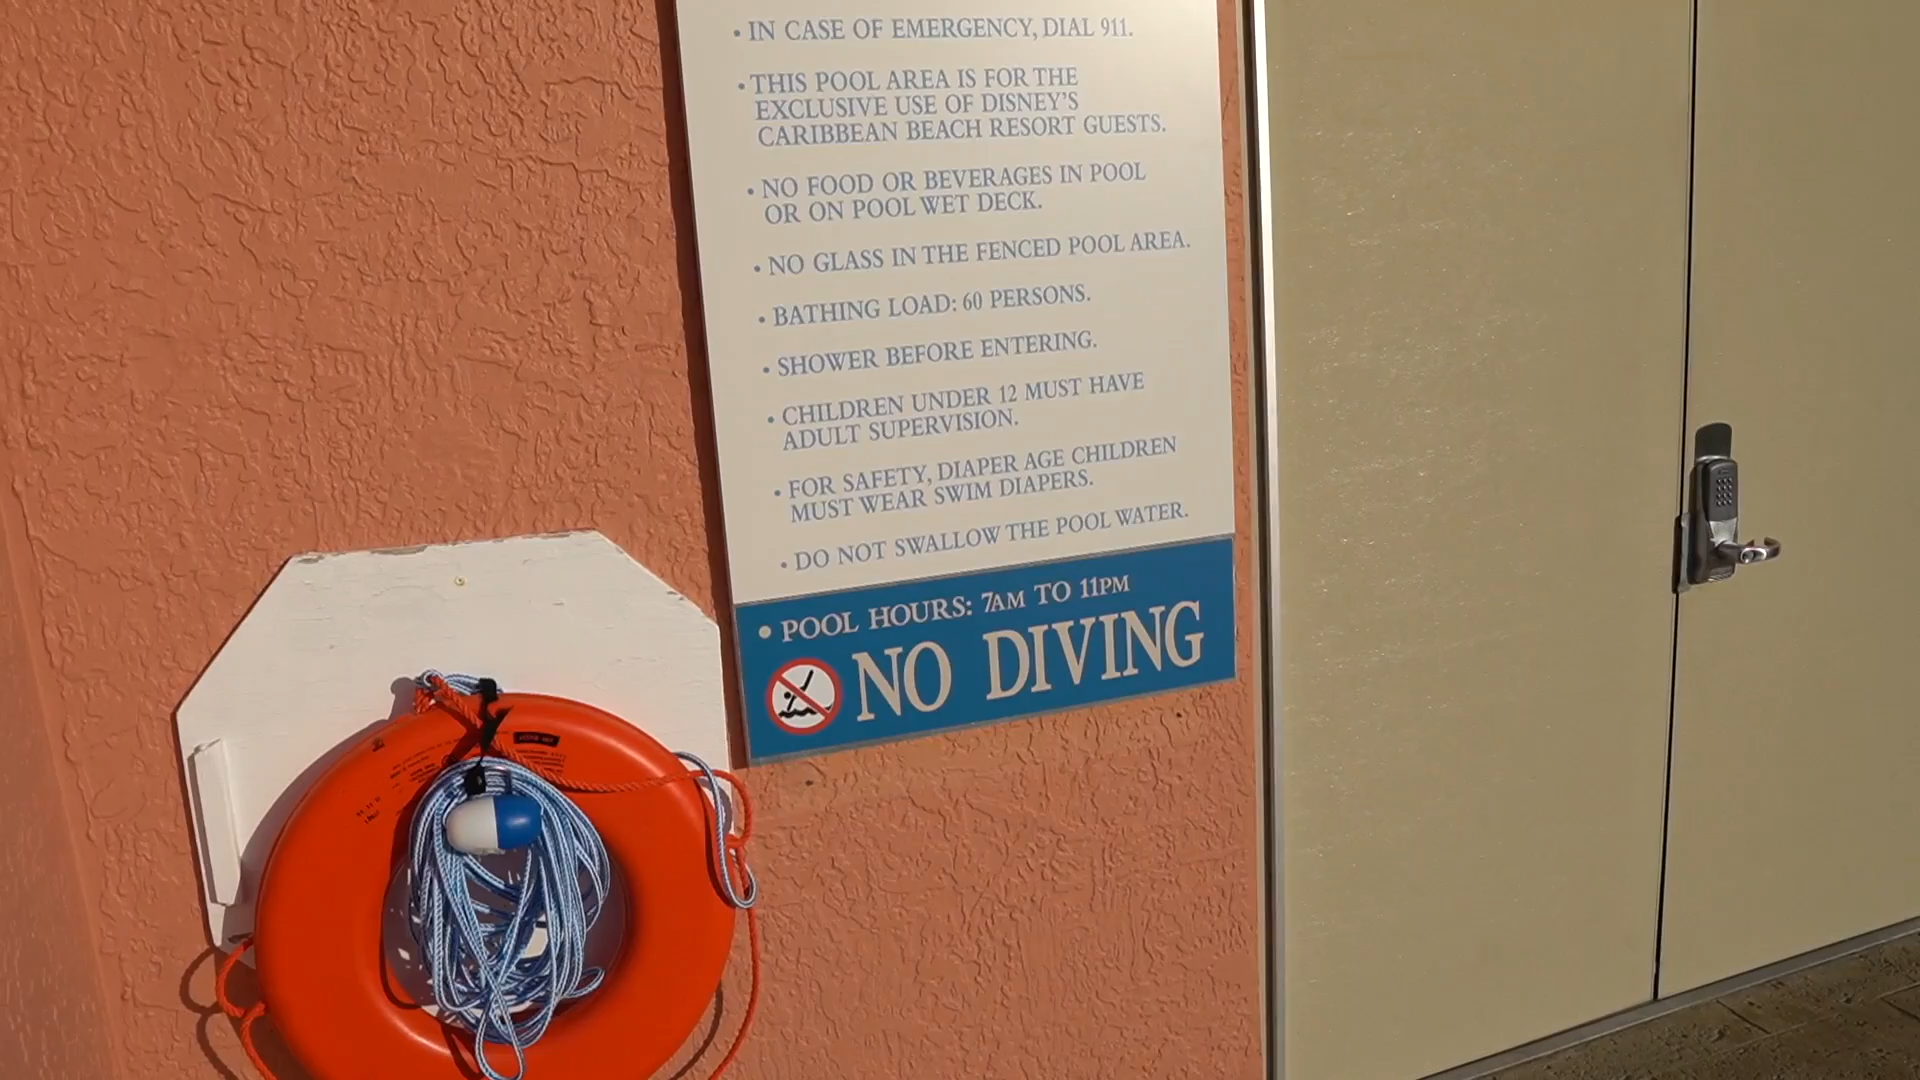 • IN CASE OF EMERGENCY, DIAL 911.
• THIS POOL AREA IS FOR THE
EXCLUSIVE USE OF DISNEY'S
CARIBBEAN BEACH RESORT GUESTS.
• NO FOOD OR BEVERAGES IN POOL
OR ON POOL WET DECK.
• NO GLASS IN THE FENCED POOL AREA.
• BATHING LOAD: 60 PERSONS.
• SHOWER BEFORE ENTERING.
• CHILDREN UNDER 12 MUST HAVE
ADULT SUPERVISION.
• FOR SAFETY, DIAPER AGE CHILDREN
MUST WEAR SWIM DIAPERS.
• DO NOT SWALLOW THE POOL WATER.
• POOL HOURS: 7AM TO 11PM
NO DIVING